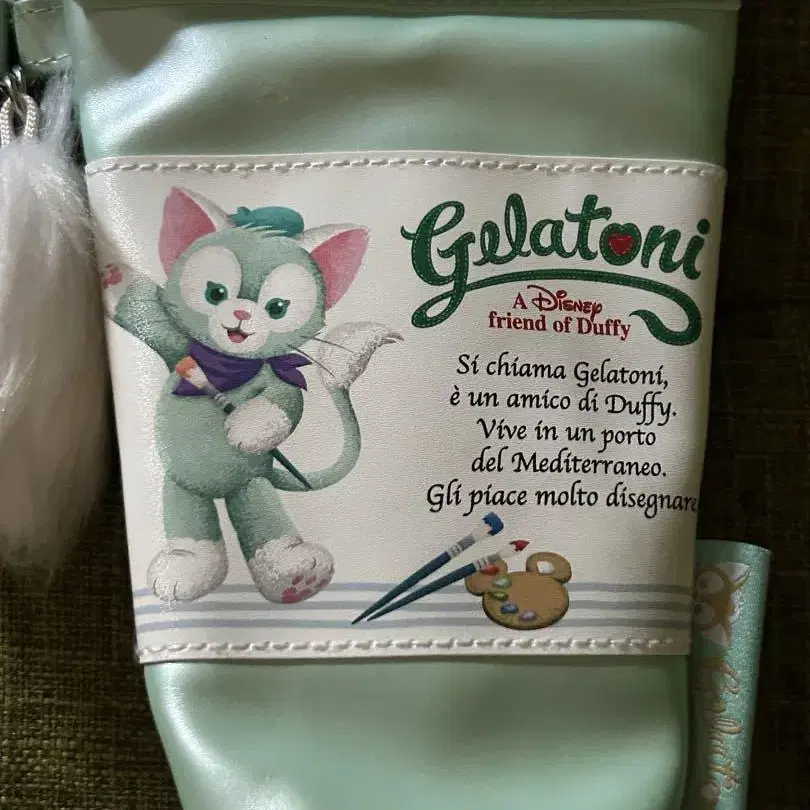 Gelatoni
A Disney
friend of Duffy
Si chiama Gelatoni,
è un amico di Duffy.
Vive in un porto
del Mediterraneo.
Gli piace molto disegnare